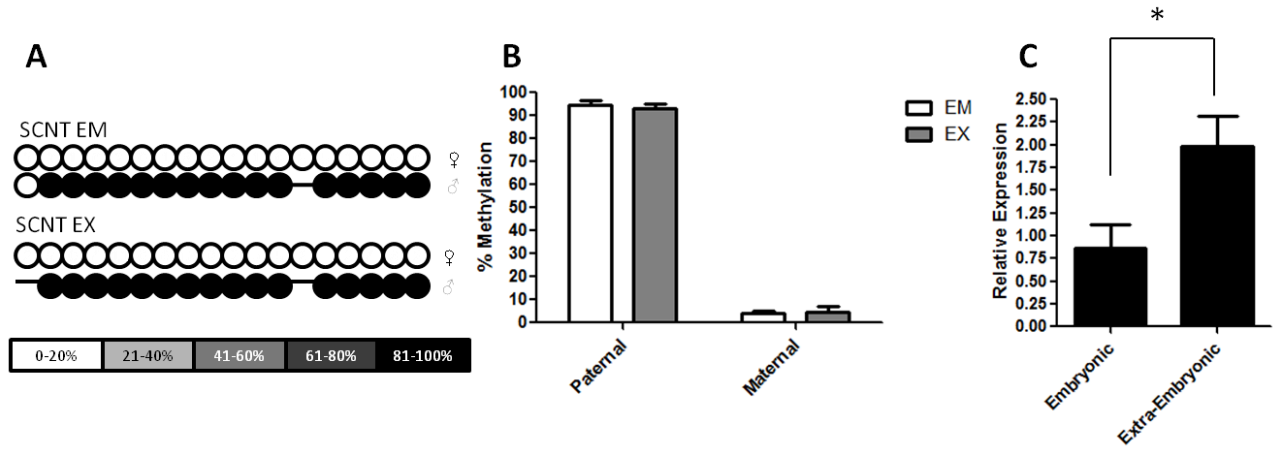 A
SCNT EM
♀
♂
SCNT EX
♀
♂
0-20% 21-40% 41-60% 61-80% 81-100%
B
% Methylation
100
90
80
70
60
50
40
30
20
10
0
Paternal Maternal
EM
EX
C
*
Relative Expression
2.50
2.25
2.00
1.75
1.50
1.25
1.00
0.75
0.50
0.25
0.00
Embryonic Extra-Embryonic